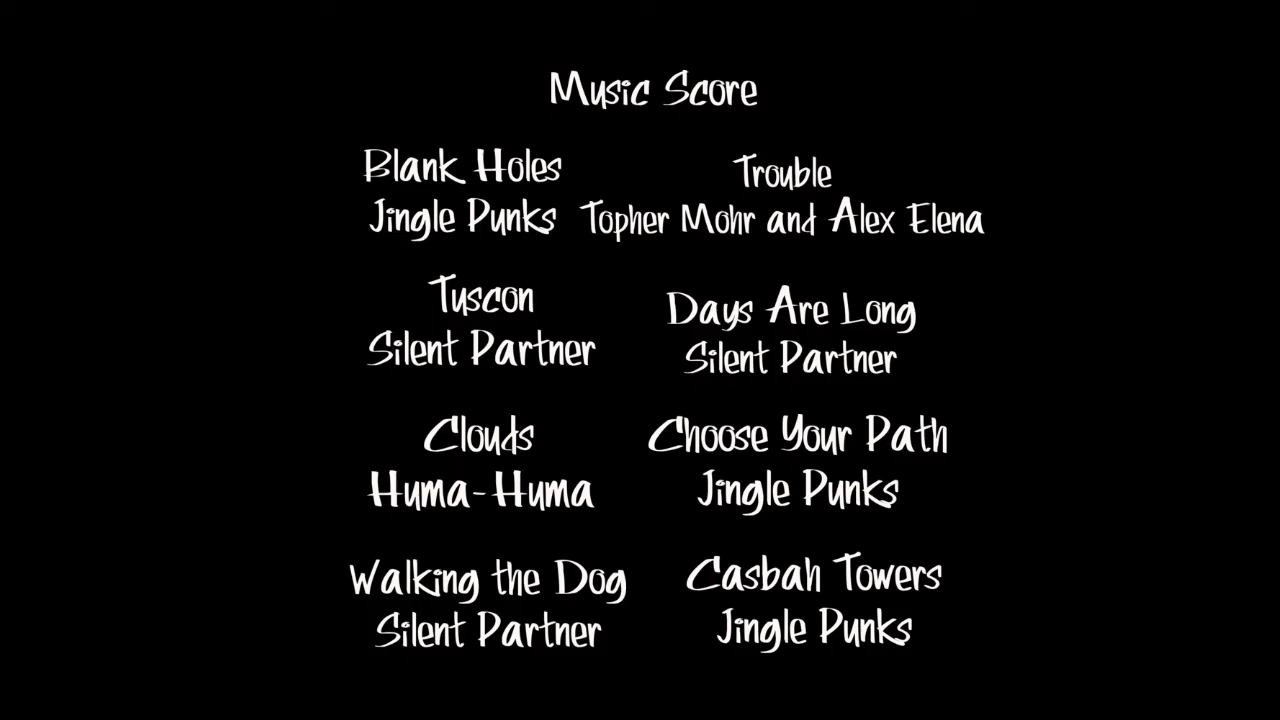 Music Score
Blank Holes
Jingle Punks
Trouble
Topher Mohr and Alex Elena
Tuscon
Silent Partner
Days Are Long
Silent Partner
Clouds
Huma-Huma
Choose Your Path
Jingle Punks
Walking the Dog
Silent Partner
Casbah Towers
Jingle Punks